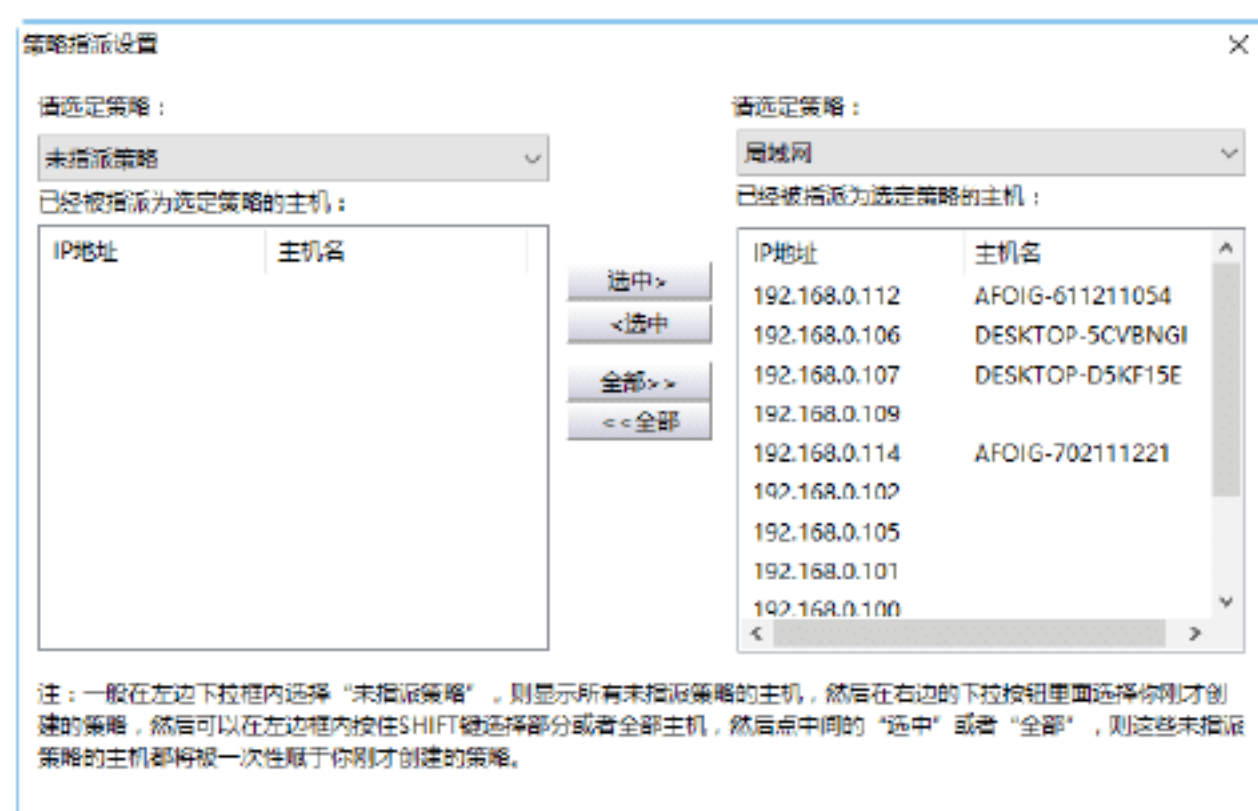 策略指派设置
请选定策略：
未指派策略
已经被指派为选定策略的主机：
IP地址 主机名
选中>
<选中
全部>>
<<全部
请选定策略：
局域网
已经被指派为选定策略的主机：
IP地址 主机名
192.168.0.112 AFOIG-611211054
192.168.0.106 DESKTOP-5CVBNGI
192.168.0.107 DESKTOP-D5KF15E
192.168.0.109
192.168.0.114 AFOIG-702111221
192.168.0.102
192.168.0.105
192.168.0.101
192.168.0.100
注：一般在左边下拉框内选择“未指派策略”，则显示所有未指派策略的主机，然后在右边的下拉按钮里面选择你刚才创
建的策略，然后可以在左边框内按住SHIFT键选择部分或者全部主机，然后点中间的“选中”或者“全部”，则这些未指派
策略的主机都将被一次性赋于你刚才创建的策略。